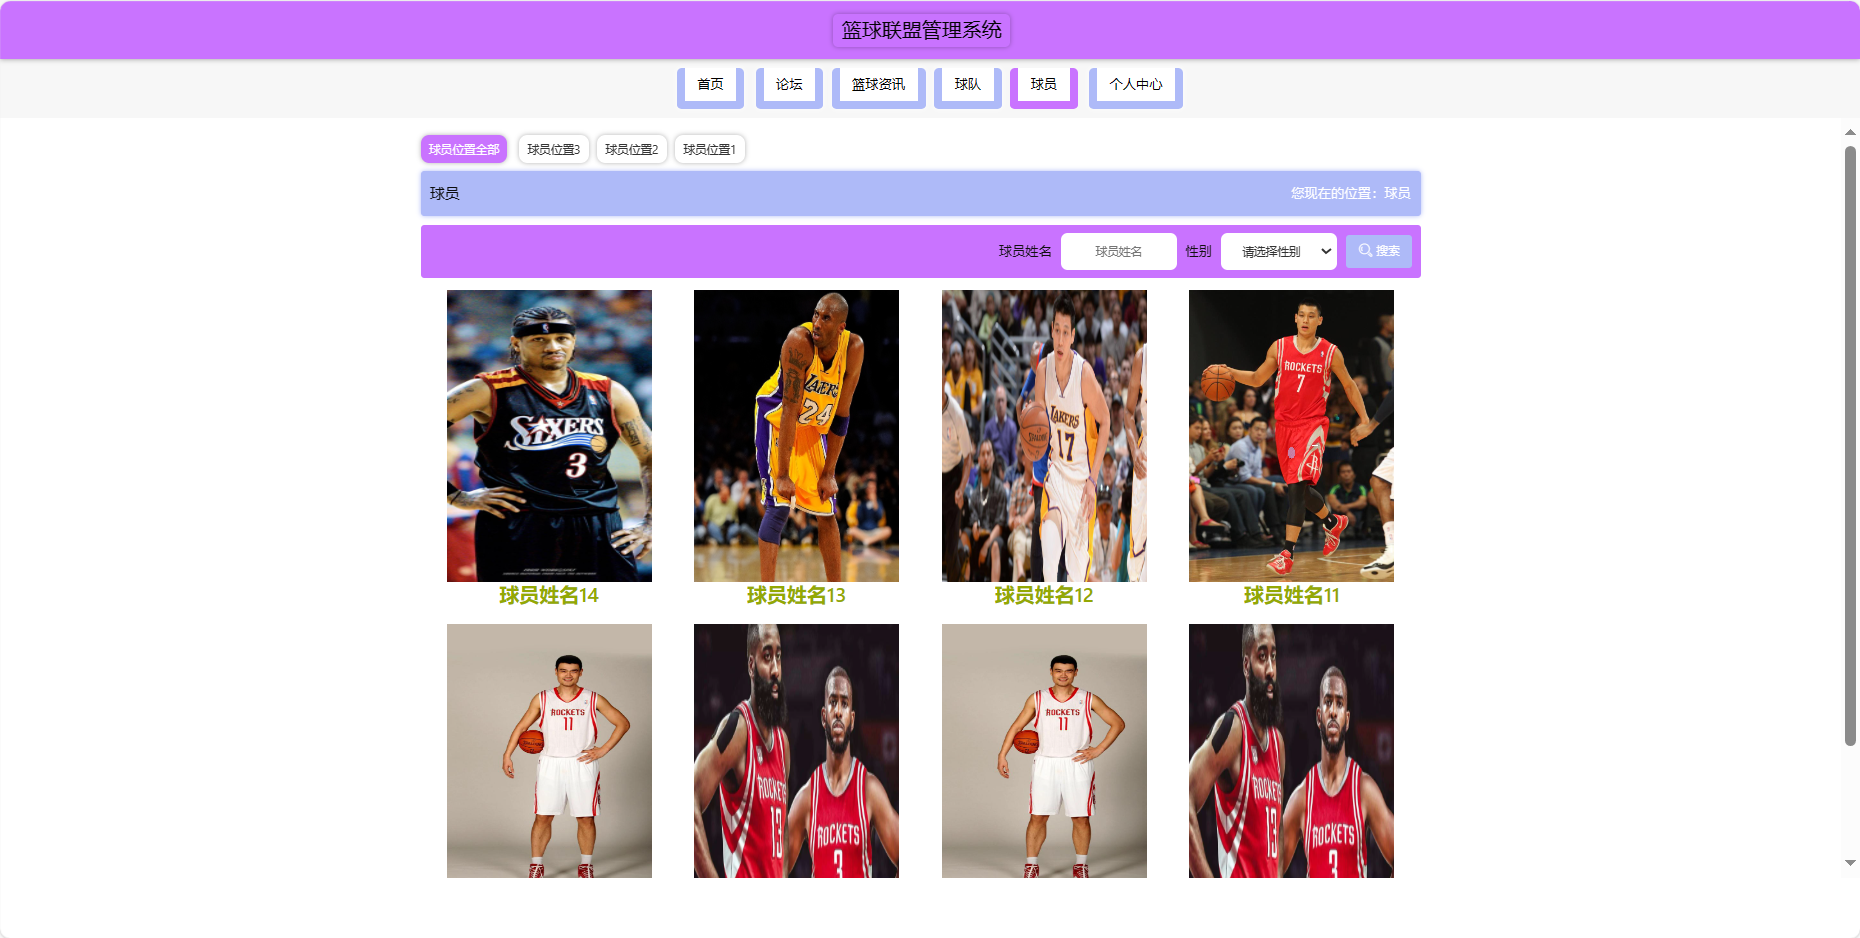 篮球联盟管理系统
首页 论坛 篮球资讯 球队 球员 个人中心
球员位置全部 球员位置3 球员位置2 球员位置1
球员 您现在的位置：球员
球员姓名 球员姓名 性别 请选择性别 搜索
SIXERS 3
LAKERS 24
LAKERS 17
ROCKETS 7
球员姓名14 球员姓名13 球员姓名12 球员姓名11
ROCKETS 11
ROCKETS 13
ROCKETS 3
ROCKETS 11
ROCKETS 13
ROCKETS 3